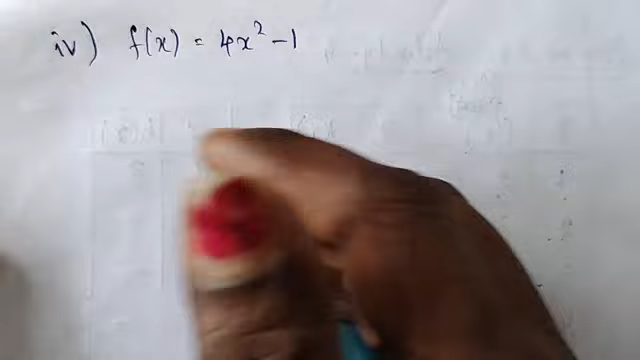 iv) f(x) = 4x² - 1